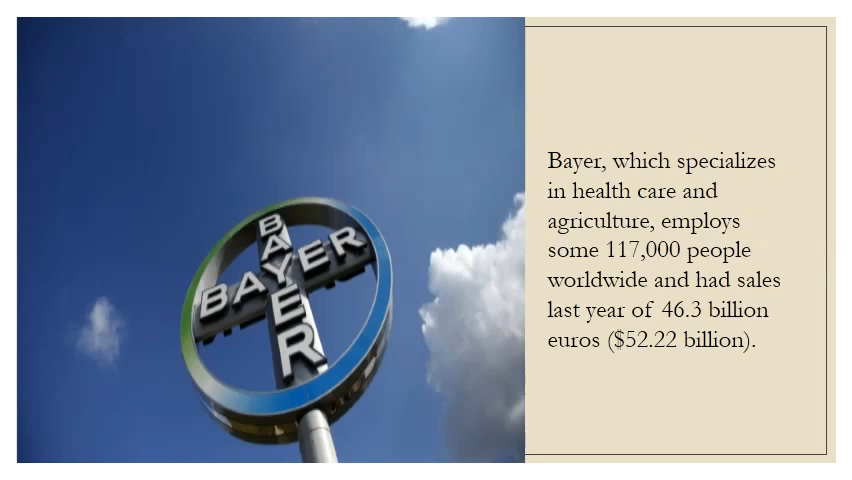 BAYER
BAYER
Bayer, which specializes
in health care and
agriculture, employs
some 117,000 people
worldwide and had sales
last year of 46.3 billion
euros ($52.22 billion).